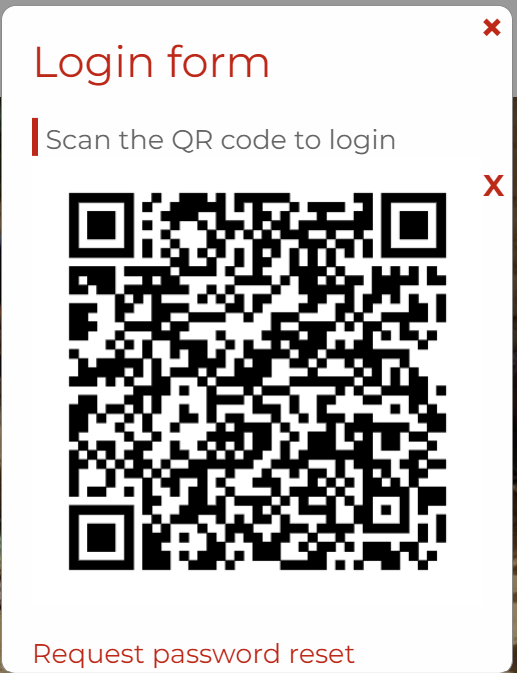 ×
Login form
Scan the QR code to login
X
Request password reset